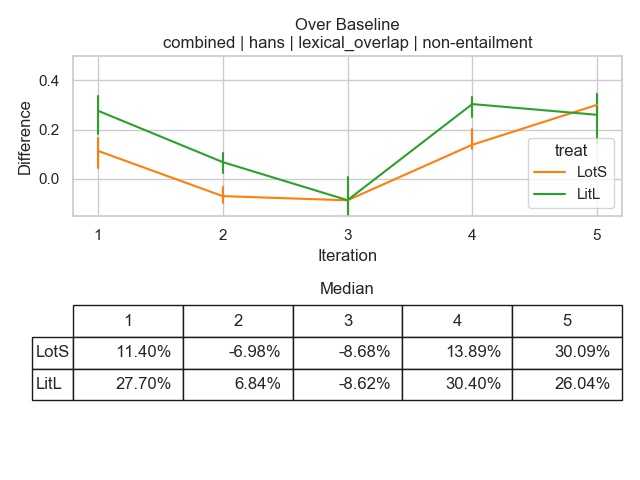 Over Baseline
combined | hans | lexical_overlap | non-entailment
0.4
0.2
0.0
Difference
treat
LotS
LitL
1 2 3 4 5
Iteration
Median
1 2 3 4 5
LotS 11.40% -6.98% -8.68% 13.89% 30.09%
LitL 27.70% 6.84% -8.62% 30.40% 26.04%